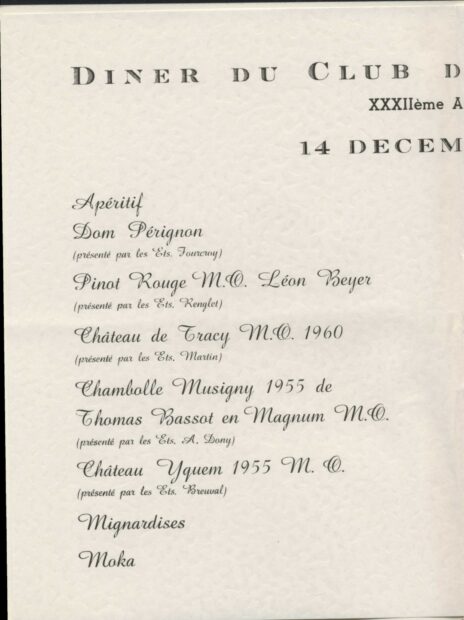 DINER DU CLUB D
XXXIIème A
14 DECEM
Apéritif
Dom Pérignon
(présenté par les Ets. Fourcroy)
Pinot Rouge M.O. Léon Beyer
(présenté par les Ets. Renglet)
Château de Tracy M.O. 1960
(présenté par les Ets. Martin)
Chambolle Musigny 1955 de
Thomas Bassot en Magnum M.O.
(présenté par les Ets. A. Dony)
Château Yquem 1955 M. O.
(présenté par les Ets. Breuval)
Mignardises
Moka